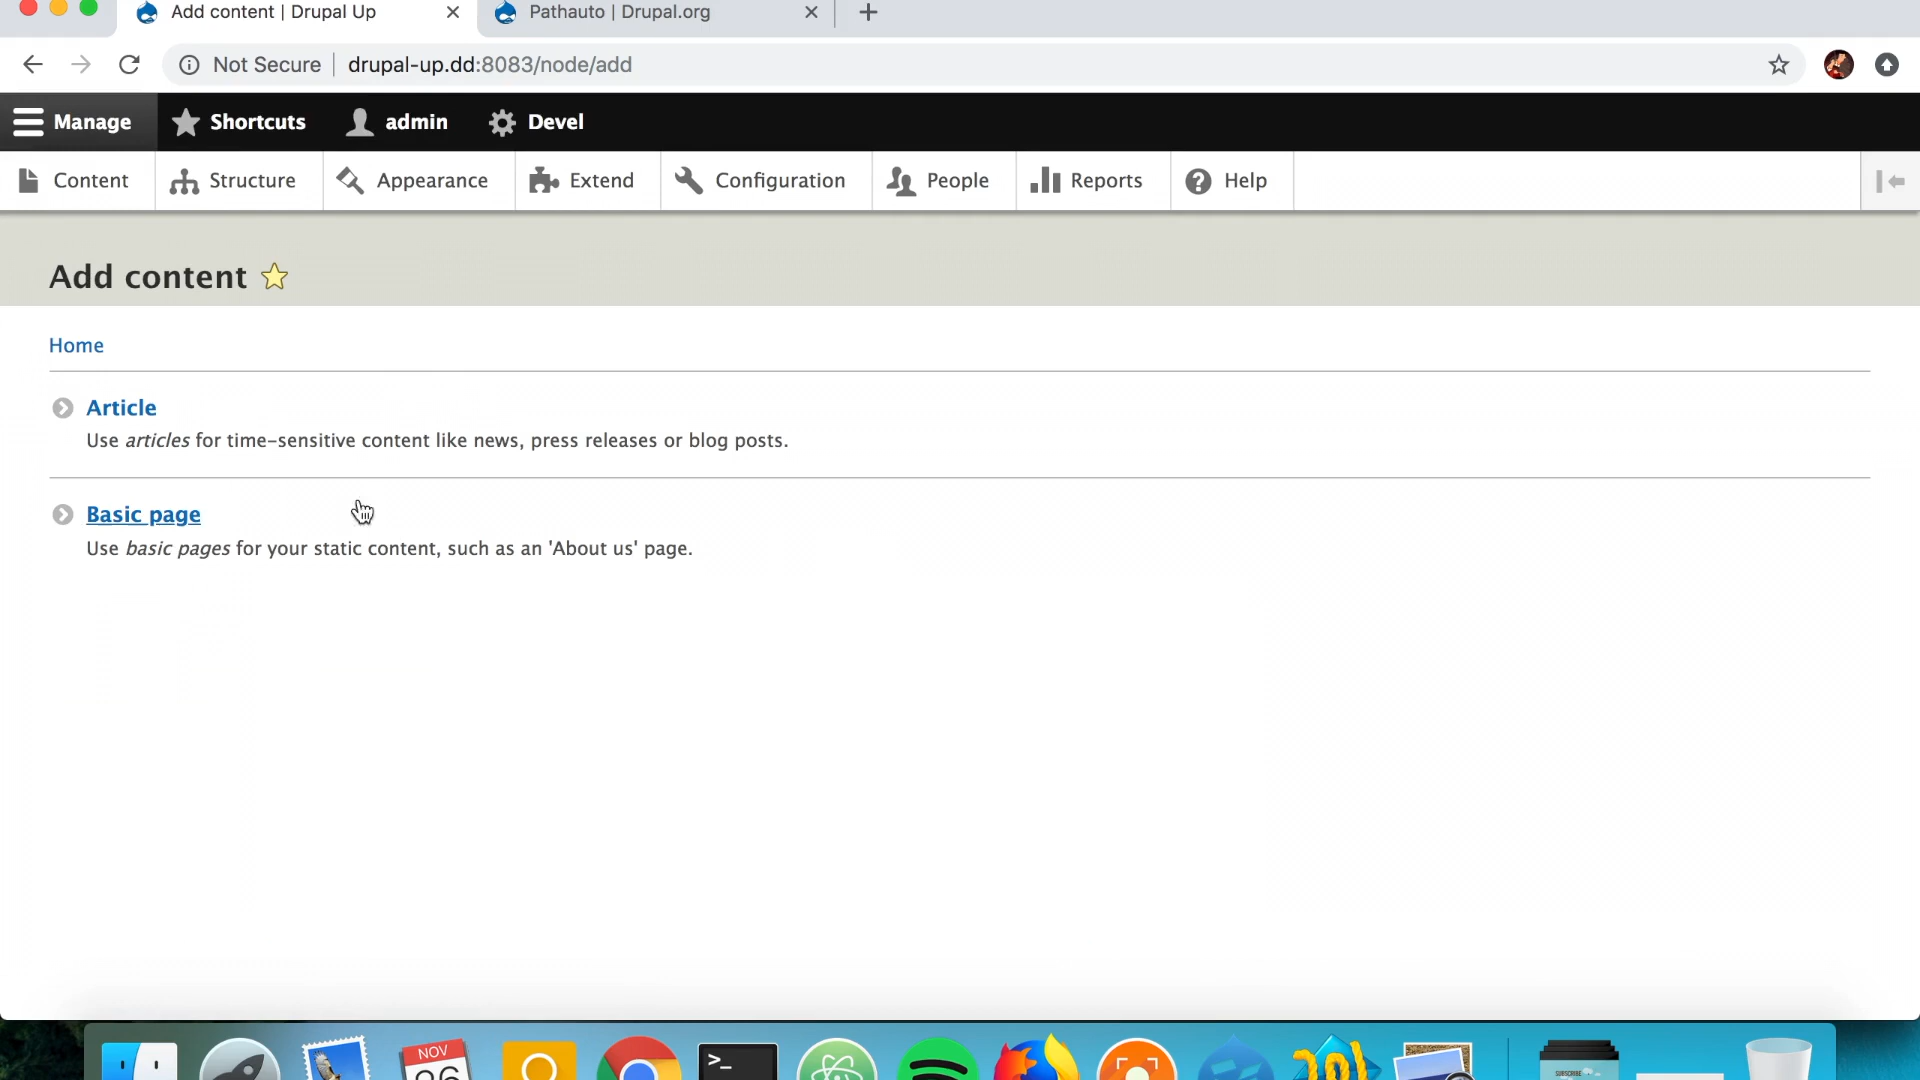 Add content | Drupal Up
Pathauto | Drupal.org
Not Secure
drupal-up.dd:8083/node/add
Manage
Shortcuts
admin
Devel
Content
Structure
Appearance
Extend
Configuration
People
Reports
Help
Add content
Home
Article
Use articles for time-sensitive content like news, press releases or blog posts.
Basic page
Use basic pages for your static content, such as an 'About us' page.
NOV
>_
SUBSCRIBE